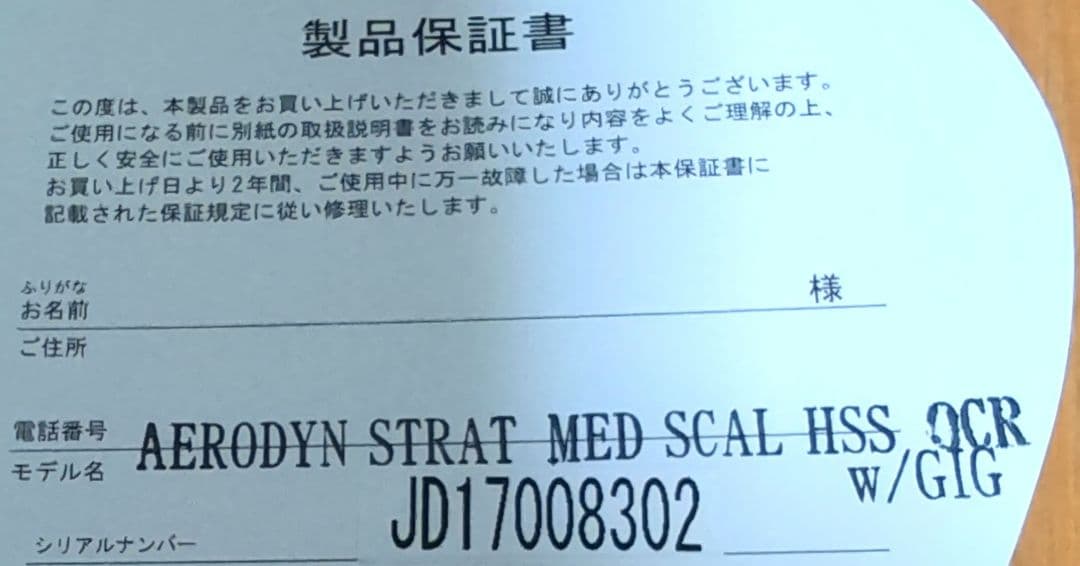 製品保証書
この度は、本製品をお買い上げいただきまして誠にありがとうございます。
ご使用になる前に別紙の取扱説明書をお読みになり内容をよくご理解の上、
正しく安全にご使用いただきますようお願いいたします。
お買い上げ日より2年間、ご使用中に万一故障した場合は本保証書に
記載された保証規定に従い修理いたします。
ふりがな
お名前 様
ご住所
電話番号
モデル名 AERODYN STRAT MED SCAL HSS OCR
w/GIG
シリアルナンバー JD17008302